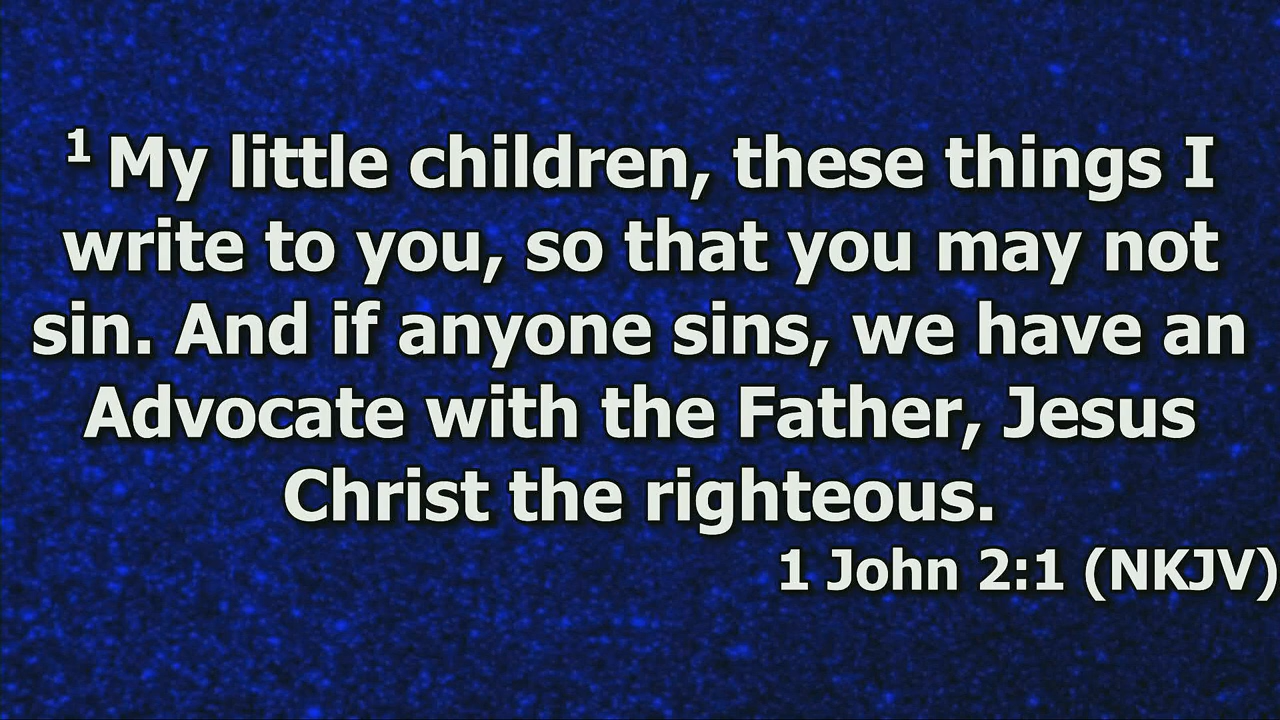 1 My little children, these things I
write to you, so that you may not
sin. And if anyone sins, we have an
Advocate with the Father, Jesus
Christ the righteous.
1 John 2:1 (NKJV)